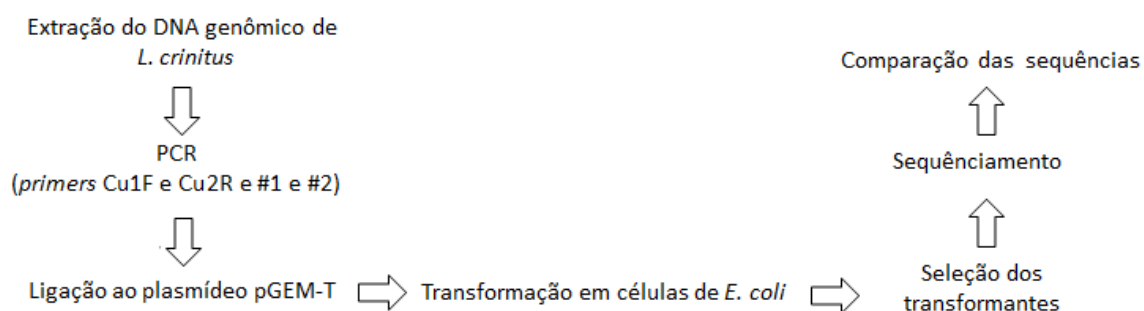 Extração do DNA genômico de
L. crinitus
PCR
(primers Cu1F e Cu2R e #1 e #2)
Ligação ao plasmídeo pGEM-T
Transformação em células de E. coli
Seleção dos
transformantes
Sequênciamento
Comparação das sequências